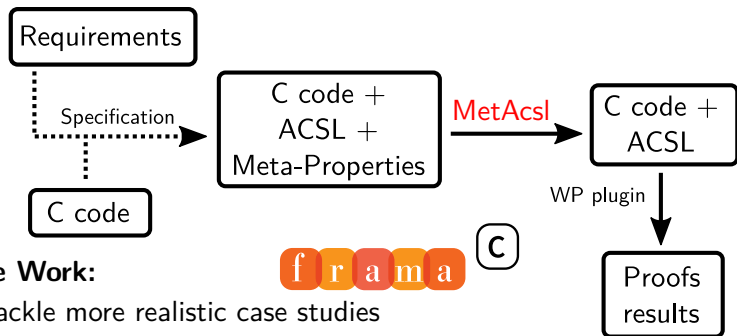 Requirements
Specification
C code
C code +
ACSL +
Meta-Properties
MetAcsl
C code +
ACSL
WP plugin
Proofs
results
frama
C
e Work:
ackle more realistic case studies